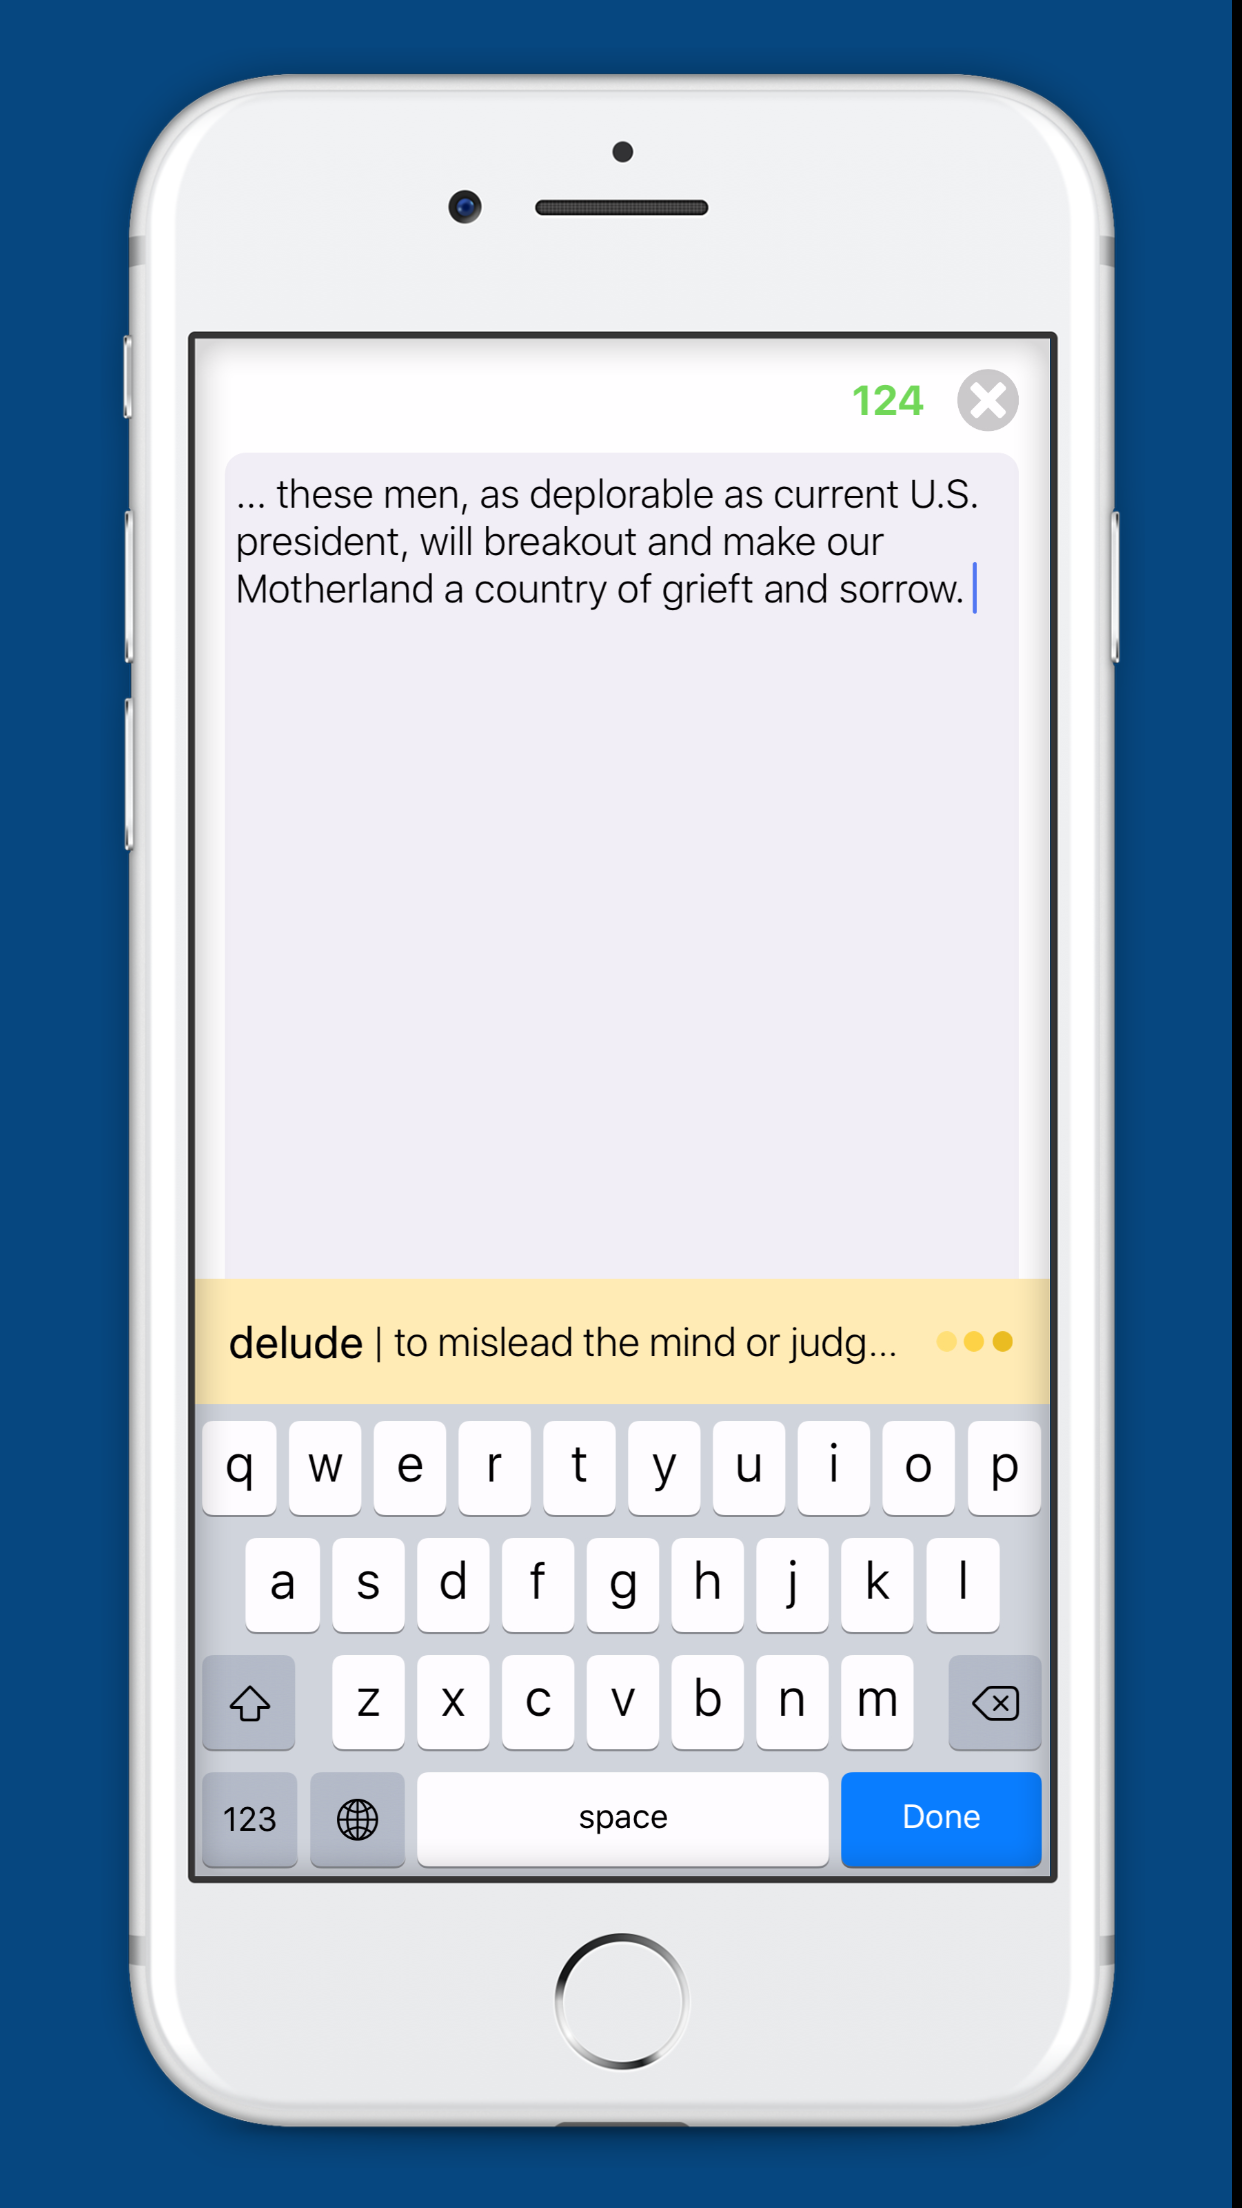 124
... these men, as deplorable as current U.S.
president, will breakout and make our
Motherland a country of grieft and sorrow.
delude | to mislead the mind or judg...
q w e r t y u i o p
a s d f g h j k l
z x c v b n m
123 space Done